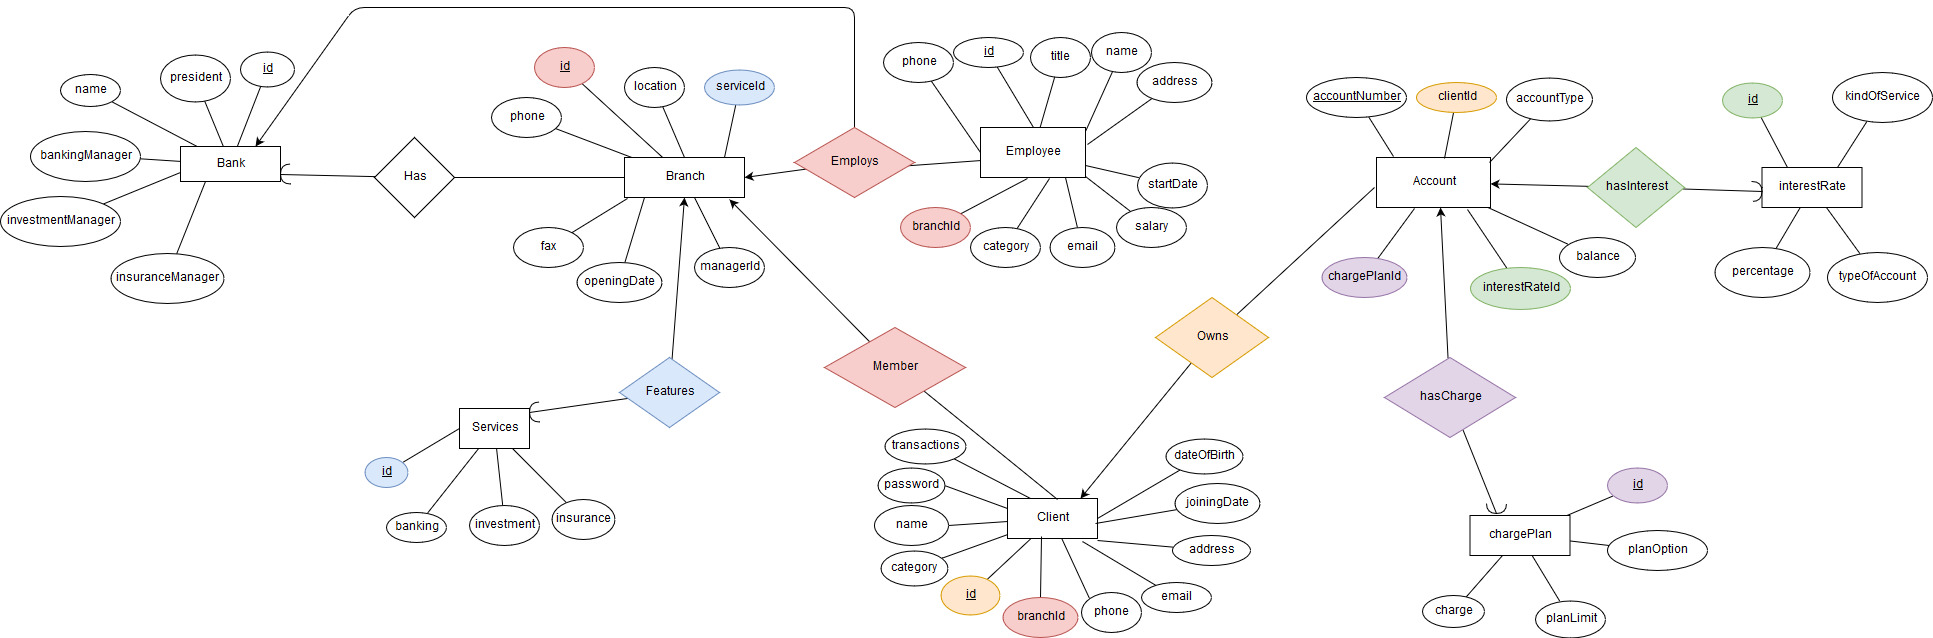 name
president
id
bankingManager
Bank
investmentManager
insuranceManager
Has
id
location
serviceId
phone
Branch
fax
openingDate
managerId
Employs
phone
id
title
name
address
Employee
startDate
branchId
category
email
salary
accountNumber
clientId
accountType
Account
chargePlanId
interestRateId
balance
hasInterest
id
kindOfService
interestRate
percentage
typeOfAccount
Features
Member
Owns
hasCharge
Services
id
banking
investment
insurance
transactions
password
name
category
id
branchId
phone
email
address
joiningDate
dateOfBirth
Client
id
chargePlan
planOption
charge
planLimit